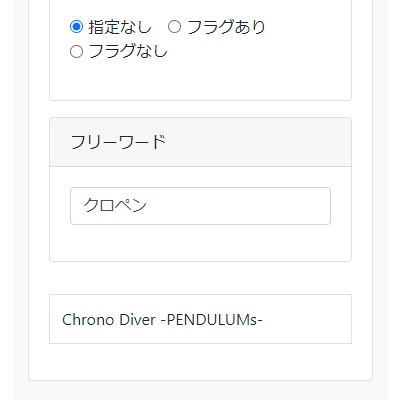 指定なし フラグあり
フラグなし
フリーワード
クロペン
Chrono Diver -PENDULUMs-